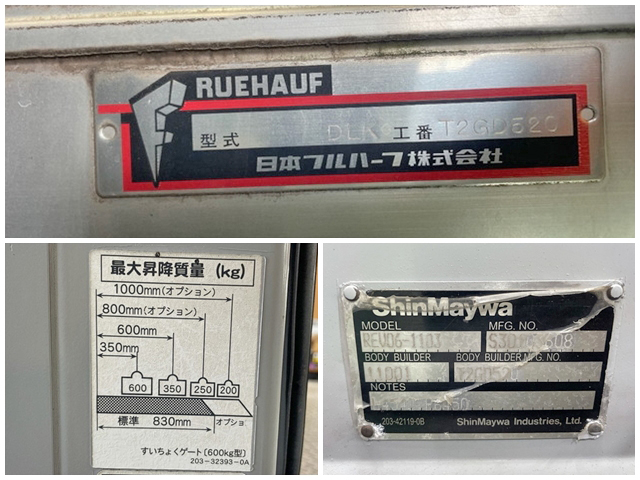 RUEHAUF
型式 DLK 工番 T2GD520
日本フルハーフ株式会社
最大昇降質量 (kg)
1000mm(オプション)
800mm(オプション)
600mm
350mm
600 350 250 200
標準 830mm オプショ
すいちょくゲート〔600kg型〕
203-32393-0A
ShinMaywa
MODEL MFG. NO.
REV06-1103
BODY BUILDER BODY BUILDER MFG. NO.
11001 T2GD520
NOTES
203-42119-0B ShinMaywa Industries, Ltd.